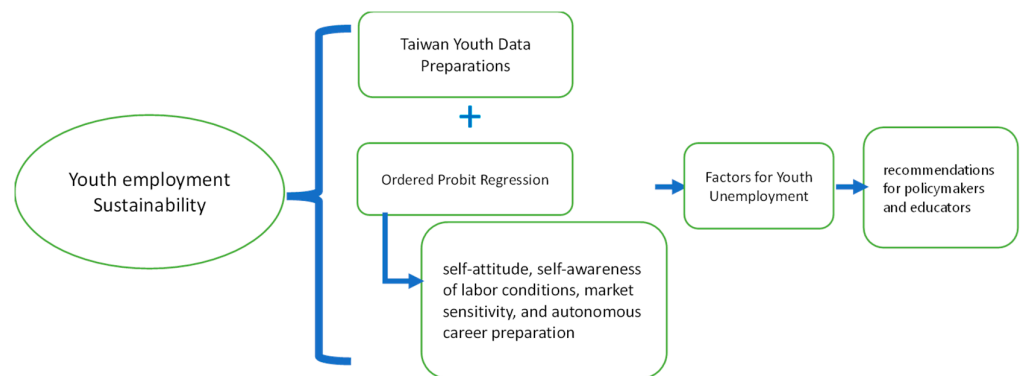 Youth employment
Sustainability
Taiwan Youth Data
Preparations
+
Ordered Probit Regression
self-attitude, self-awareness
of labor conditions, market
sensitivity, and autonomous
career preparation
Factors for Youth
Unemployment
recommendations
for policymakers
and educators